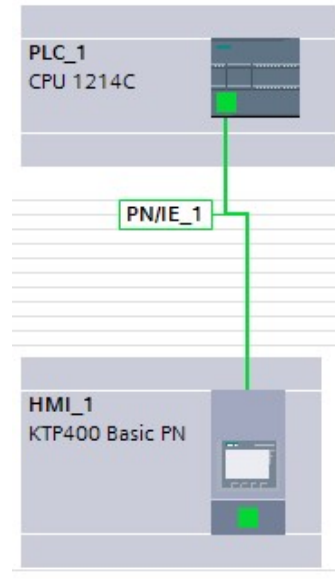 PLC_1
CPU 1214C
PN/IE_1
HMI_1
KTP400 Basic PN